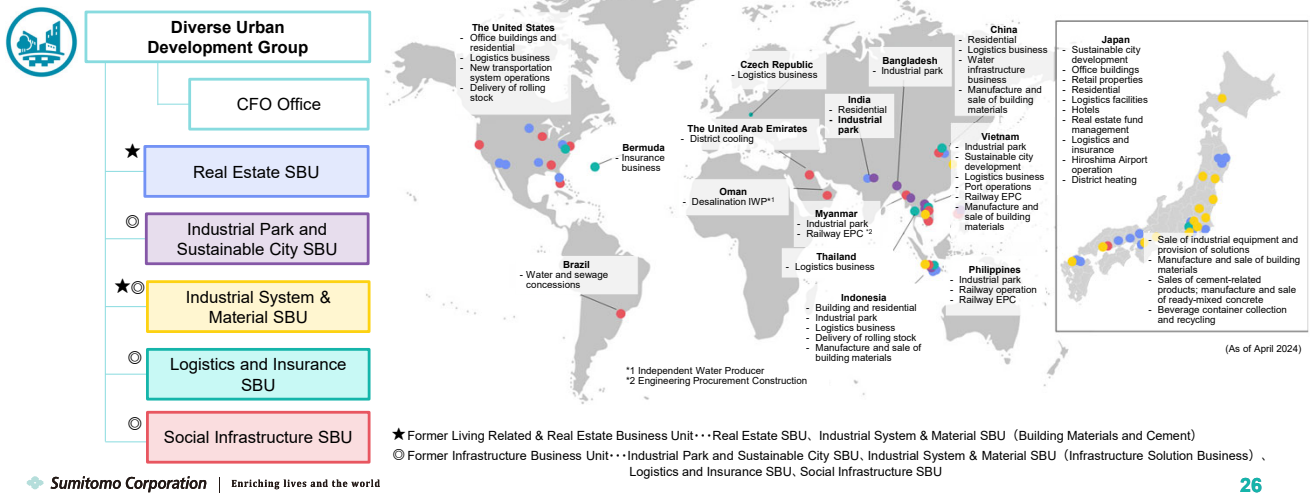 Diverse Urban
Development Group
CFO Office
★
Real Estate SBU
◎
Industrial Park and
Sustainable City SBU
★◎
Industrial System &
Material SBU
◎
Logistics and Insurance
SBU
◎
Social Infrastructure SBU
The United States
- Office buildings and
residential
- Logistics business
- New transportation
system operations
- Delivery of rolling
stock
Bermuda
- Insurance
business
Brazil
- Water and sewage
concessions
Czech Republic
- Logistics business
The United Arab Emirates
- District cooling
Oman
- Desalination IWP*1
India
- Residential
- Industrial
park
Bangladesh
- Industrial park
China
- Residential
- Logistics business
- Water
infrastructure
business
- Manufacture and
sale of building
materials
Vietnam
- Industrial park
- Sustainable city
development
- Logistics business
- Port operations
- Railway EPC
- Manufacture and
sale of building
materials
Myanmar
- Industrial park
- Railway EPC *2
Thailand
- Logistics business
Indonesia
- Building and residential
- Industrial park
- Logistics business
- Delivery of rolling stock
- Manufacture and sale of
building materials
Philippines
- Industrial park
- Railway operation
- Railway EPC
Japan
- Sustainable city
development
- Office buildings
- Retail properties
- Residential
- Logistics facilities
- Hotels
- Real estate fund
management
- Logistics and
insurance
- Hiroshima Airport
operation
- District heating
- Sale of industrial equipment and
provision of solutions
- Manufacture and sale of building
materials
- Sales of cement-related
products; manufacture and sale
of ready-mixed concrete
- Beverage container collection
and recycling
(As of April 2024)
*1 Independent Water Producer
*2 Engineering Procurement Construction
★Former Living Related & Real Estate Business Unit・・・Real Estate SBU、Industrial System & Material SBU（Building Materials and Cement）
◎Former Infrastructure Business Unit・・・Industrial Park and Sustainable City SBU、Industrial System & Material SBU（Infrastructure Solution Business）、
Logistics and Insurance SBU、Social Infrastructure SBU
Sumitomo Corporation | Enriching lives and the world
26